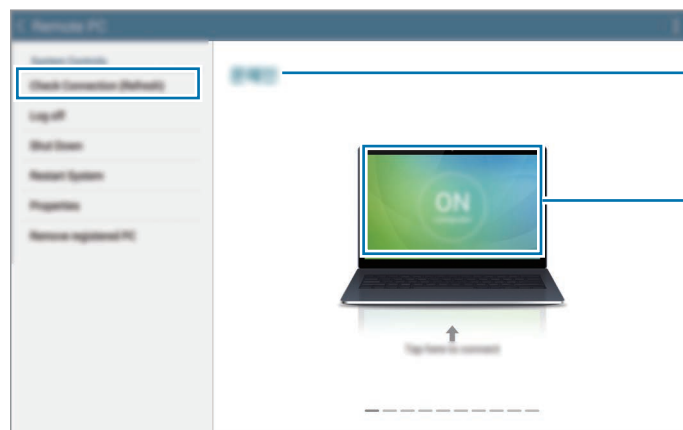 Remote PC
System Controls
Check Connection (Refresh)
Log off
Shut Down
Restart System
Properties
Remove registered PC
ON
Tap here to connect